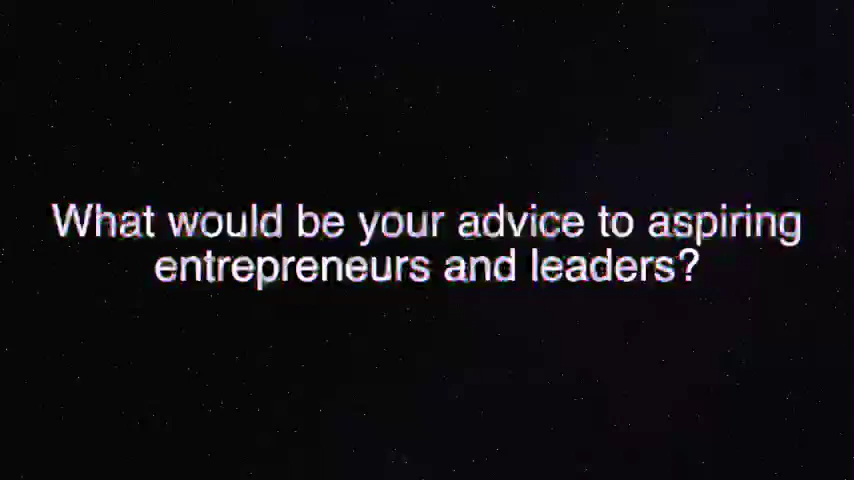 What would be your advice to aspiring
entrepreneurs and leaders?